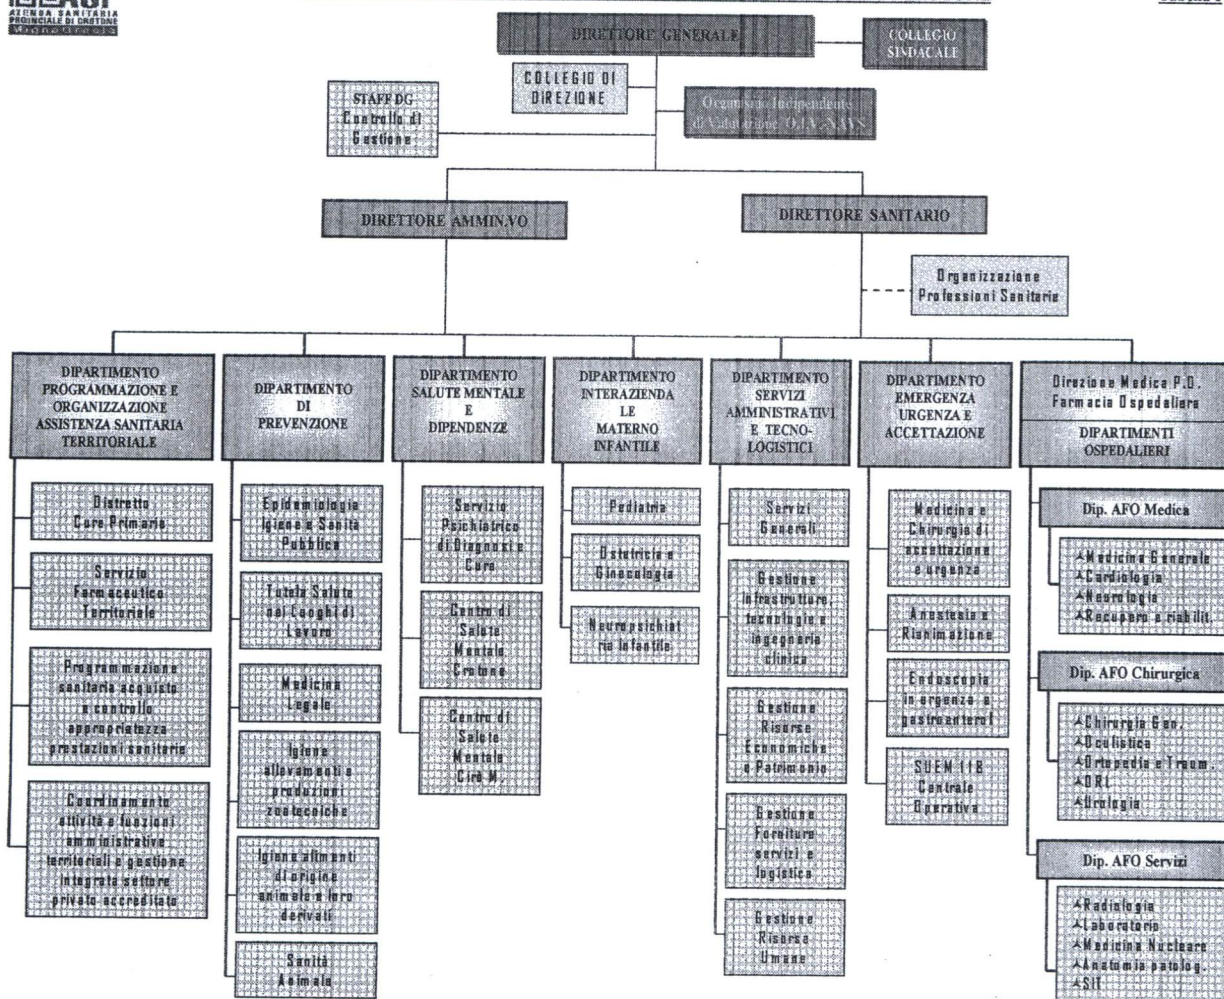 ASP
AZIENDA SANITARIA
PROVINCIALE DI CROTONE
Magna Graecia
DIRETTORE GENERALE
COLLEGIO
SINDACALE
COLLEGIO DI
DIREZIONE
STAFF DG
Controllo di
Gestione
Organismo Indipendente
di Valutazione
DIRETTORE AMMIN.VO
DIRETTORE SANITARIO
Organizzazione
Professioni Sanitarie
DIPARTIMENTO
PROGRAMMAZIONE E
ORGANIZZAZIONE
ASSISTENZA SANITARIA
TERRITORIALE
Distretto
Cure Primarie
Servizio
Farmaceutico
Territoriale
Programmazione
sanitaria acquisto
e controllo
appropriatezza
prestazioni sanitarie
Coordinamento
attività e funzioni
amministrative
territoriali e gestione
integrata settore
privato accreditato
DIPARTIMENTO
DI
PREVENZIONE
Epidemiologia
Igiene e Sanità
Pubblica
Tutela Salute
nei Luoghi di
Lavoro
Medicina
Legale
Igiene
allevamenti e
produzioni
zootecniche
Igiene alimenti
di origine
animale e loro
derivati
Sanità
Animale
DIPARTIMENTO
SALUTE MENTALE
E
DIPENDENZE
Servizio
Psichiatrico
di Diagnosi e
Cura
Centro di
Salute
Mentale
Crotone
Centro di
Salute
Mentale
Cirò M.
DIPARTIMENTO
INTERAZIENDA
LE
MATERNO
INFANTILE
Pediatria
Ostetricia e
Ginecologia
Neuropsichiat
ria Infantile
DIPARTIMENTO
SERVIZI
AMMINISTRATIVI
E TECNO-
LOGISTICI
Servizi
Generali
Gestione
Infrastrutture,
tecnologie e
ingegneria
clinica
Gestione
Risorse
Economiche
e Patrimonio
Gestione
Forniture
servizi e
logistica
Gestione
Risorse
Umane
DIPARTIMENTO
EMERGENZA
URGENZA E
ACCETTAZIONE
Medicina e
Chirurgia di
accettazione
e urgenza
Anestesia e
Rianimazione
Endoscopia
in urgenza e
gastroenterol
SUEM 118
Centrale
Operativa
Direzione Medica P.O.
Farmacia Ospedaliera
DIPARTIMENTI
OSPEDALIERI
Dip. AFO Medica
Medicina Generale
Cardiologia
Neurologia
Recupero e riabilit.
Dip. AFO Chirurgica
Chirurgia Gen.
Oculistica
Ortopedia e Traum.
ORL
Urologia
Dip. AFO Servizi
Radiologia
Laboratorio
Medicina Nucleare
Anatomia patolog.
SIT